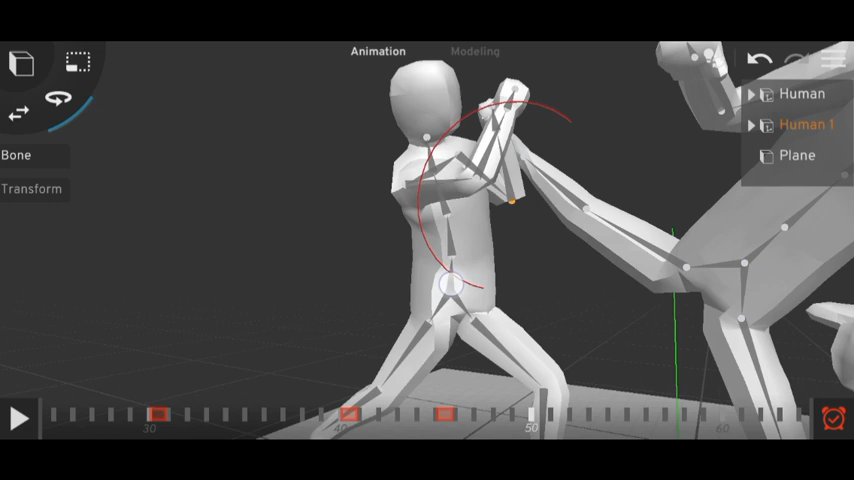 Animation Modeling
Human
Human 1
Bone
Plane
Transform
30 40 50 60